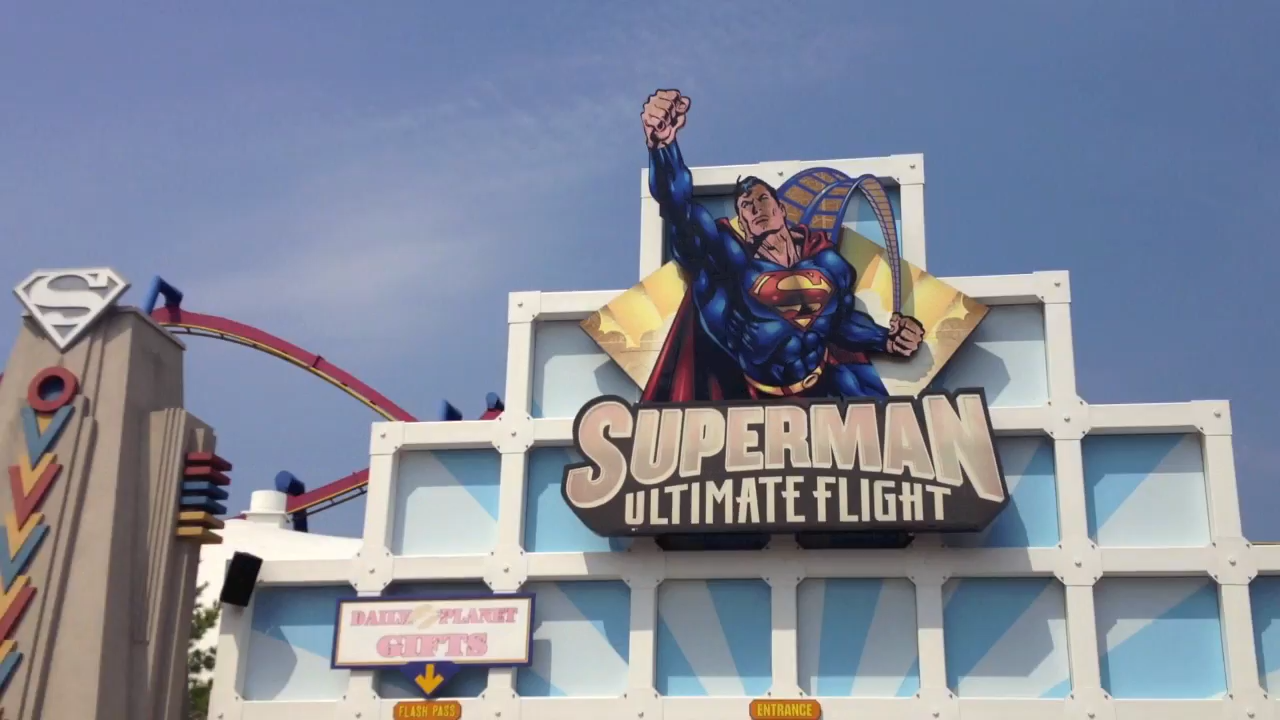 S
S
SUPERMAN
ULTIMATE FLIGHT
DAILY PLANET
GIFTS
FLASH PASS
ENTRANCE